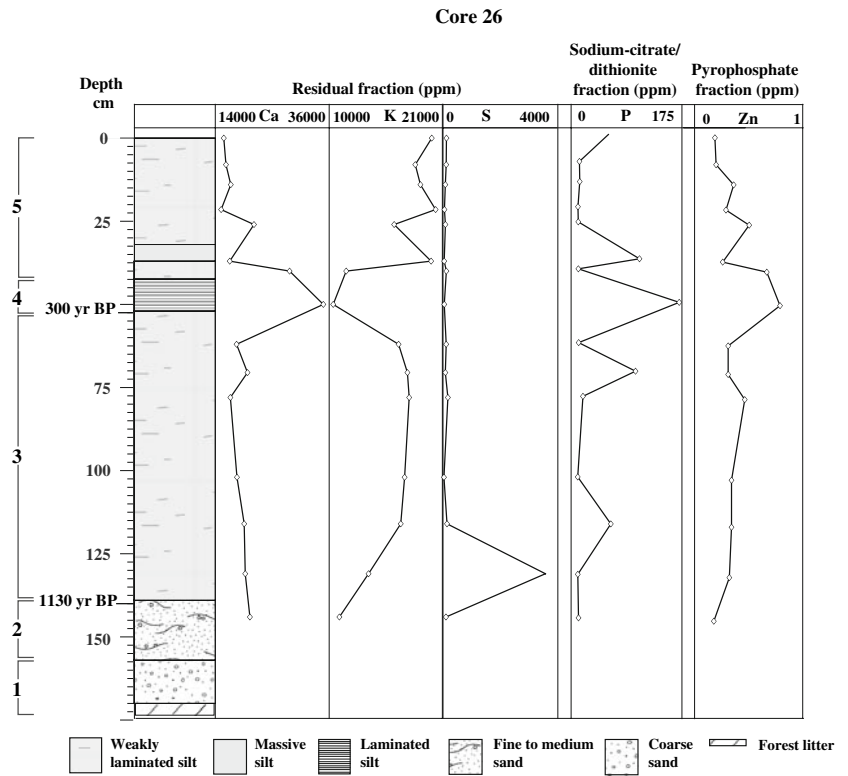 Core 26
Sodium-citrate/
dithionite
fraction (ppm)
Pyrophosphate
fraction (ppm)
Depth
cm
Residual fraction (ppm)
14000 Ca 36000
10000 K 21000
0 S 4000
0 P 175
0 Zn 1
0
5
25
4
300 yr BP
75
3
100
125
1130 yr BP
2
150
1
Weakly
laminated silt
Massive
silt
Laminated
silt
Fine to medium
sand
Coarse
sand
Forest litter